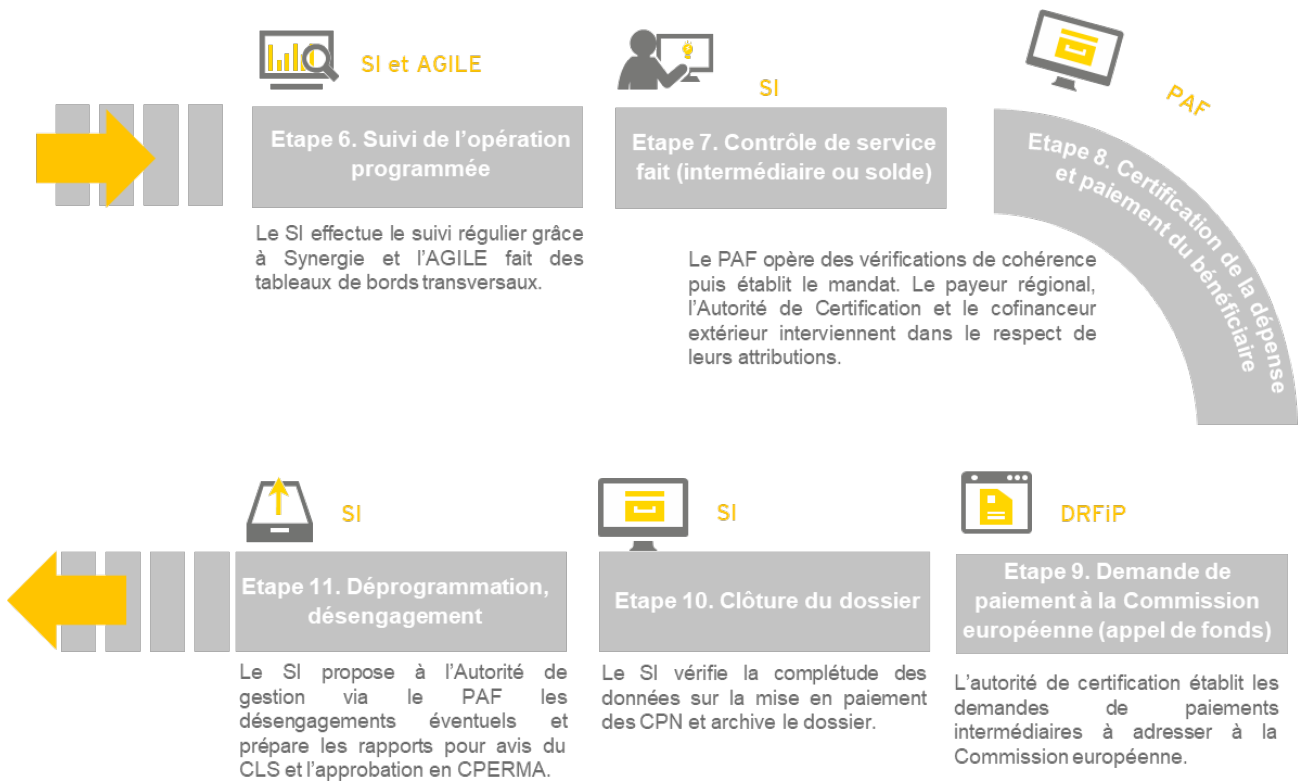 SI et AGILE
Etape 6. Suivi de l'opération
programmée
Le SI effectue le suivi régulier grâce
à Synergie et l'AGILE fait des
tableaux de bords transversaux.
SI
Etape 7. Contrôle de service
fait (intermédiaire ou solde)
PAF
Etape 8. Certification de la dépense
et paiement du bénéficiaire
Le PAF opère des vérifications de cohérence
puis établit le mandat. Le payeur régional,
l'Autorité de Certification et le cofinanceur
extérieur interviennent dans le respect de
leurs attributions.
DRFiP
Etape 9. Demande de
paiement à la Commission
européenne (appel de fonds)
L'autorité de certification établit les
demandes de paiements
intermédiaires à adresser à la
Commission européenne.
SI
Etape 10. Clôture du dossier
Le SI vérifie la complétude des
données sur la mise en paiement
des CPN et archive le dossier.
SI
Etape 11. Déprogrammation,
désengagement
Le SI propose à l'Autorité de
gestion via le PAF les
désengagements éventuels et
prépare les rapports pour avis du
CLS et l'approbation en CPERMA.